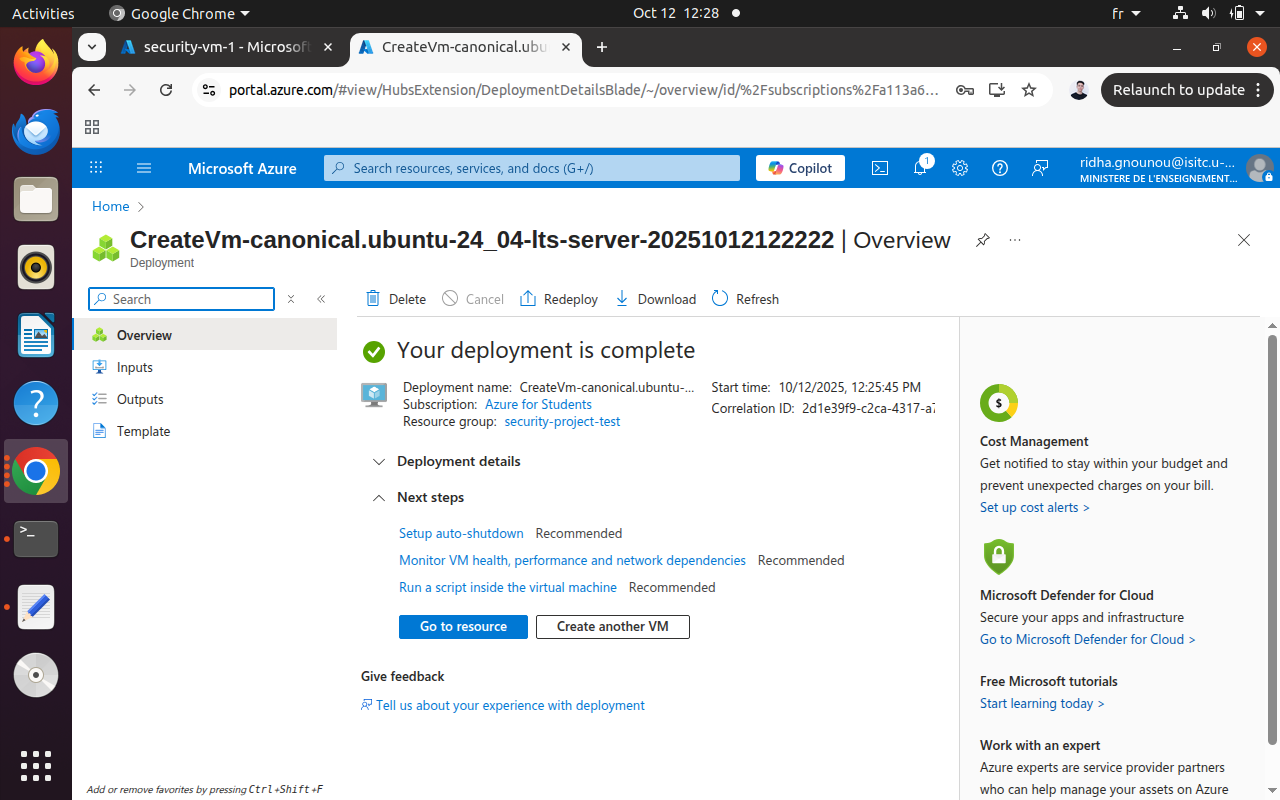 Activities
Google Chrome
Oct 12 12:28
fr
security-vm-1 - Microsoft
CreateVm-canonical.ubu
portal.azure.com/#view/HubsExtension/DeploymentDetailsBlade/~/overview/id/%2Fsubscriptions%2Fa113a6...
Relaunch to update
Microsoft Azure
Search resources, services, and docs (G+/)
Copilot
1
ridha.gnounou@isitc.u-...
MINISTERE DE L'ENSEIGNEMENT...
Home
CreateVm-canonical.ubuntu-24_04-lts-server-20251012122222 | Overview
Deployment
Search
Delete
Cancel
Redeploy
Download
Refresh
Overview
Inputs
Outputs
Template
Your deployment is complete
Deployment name: CreateVm-canonical.ubuntu-...
Subscription: Azure for Students
Resource group: security-project-test
Start time: 10/12/2025, 12:25:45 PM
Correlation ID: 2d1e39f9-c2ca-4317-a7
Deployment details
Next steps
Setup auto-shutdown Recommended
Monitor VM health, performance and network dependencies Recommended
Run a script inside the virtual machine Recommended
Go to resource
Create another VM
Give feedback
Tell us about your experience with deployment
Cost Management
Get notified to stay within your budget and
prevent unexpected charges on your bill.
Set up cost alerts >
Microsoft Defender for Cloud
Secure your apps and infrastructure
Go to Microsoft Defender for Cloud >
Free Microsoft tutorials
Start learning today >
Work with an expert
Azure experts are service provider partners
who can help manage your assets on Azure
Add or remove favorites by pressing Ctrl+Shift+F